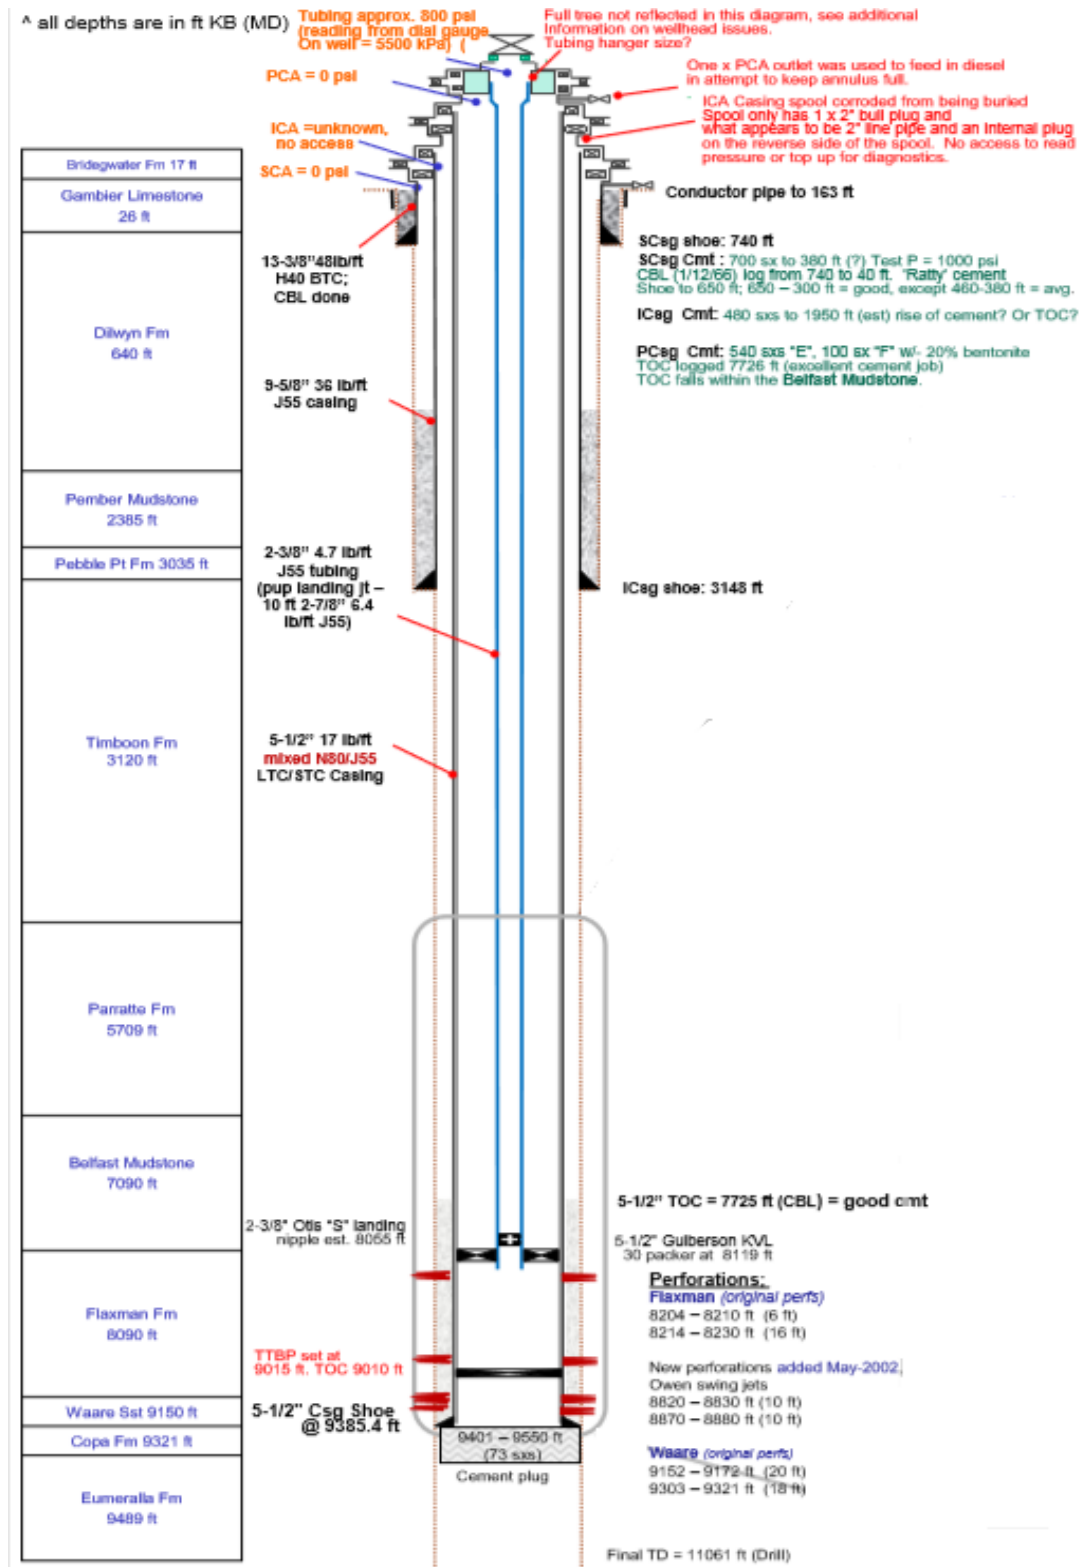 ^ all depths are in ft KB (MD)
Tubing approx. 800 psi
(reading from dial gauge
On well = 5500 kPa) (
Full tree not reflected in this diagram, see additional
Information on wellhead issues.
Tubing hanger size?
PCA = 0 psi
One x PCA outlet was used to feed in diesel
in attempt to keep annulus full.
ICA =unknown,
no access
ICA Casing spool corroded from being buried
Spool only has 1 x 2" bull plug and
what appears to be 2" line pipe and an internal plug
on the reverse side of the spool. No access to read
pressure or top up for diagnostics.
SCA = 0 psi
Bridegwater Fm 17 ft
Gambier Limestone
26 ft
Conductor pipe to 163 ft
13-3/8"48lb/ft
H40 BTC;
CBL done
SCsg shoe: 740 ft
SCsg Cmt : 700 sx to 380 ft (?) Test P = 1000 psi
CBL (1/12/66) log from 740 to 40 ft. 'Ratty' cement
Shoe to 650 ft; 650 – 300 ft = good, except 460-380 ft = avg.
ICsg Cmt: 480 sxs to 1950 ft (est) rise of cement? Or TOC?
PCsg Cmt: 540 sxs "E", 100 sx "F" w/- 20% bentonite
TOC logged 7726 ft (excellent cement job)
TOC falls within the Belfast Mudstone.
Dilwyn Fm
640 ft
9-5/8" 36 lb/ft
J55 casing
Pember Mudstone
2385 ft
Pebble Pt Fm 3035 ft
2-3/8" 4.7 lb/ft
J55 tubing
(pup landing jt –
10 ft 2-7/8" 6.4
lb/ft J55)
ICsg shoe: 3148 ft
Timboon Fm
3120 ft
5-1/2" 17 lb/ft
mixed N80/J55
LTC/STC Casing
Parratte Fm
5709 ft
Belfast Mudstone
7090 ft
5-1/2" TOC = 7725 ft (CBL) = good cmt
2-3/8" Otis "S" landing
nipple est. 8055 ft
5-1/2" Guiberson KVL
30 packer at 8119 ft
Flaxman Fm
8090 ft
Perforations:
Flaxman (original perfs)
8204 – 8210 ft (6 ft)
8214 – 8230 ft (16 ft)
TTBP set at
9015 ft. TOC 9010 ft
New perforations added May-2002,
Owen swing jets
8820 – 8830 ft (10 ft)
8870 – 8880 ft (10 ft)
Waare Sst 9150 ft
5-1/2" Csg Shoe
@ 9385.4 ft
Copa Fm 9321 ft
9401 – 9550 ft
(73 sxs)
Cement plug
Waare (original perfs)
9152 – 9172 ft (20 ft)
9303 – 9321 ft (18 ft)
Eumeralla Fm
9489 ft
Final TD = 11061 ft (Drill)